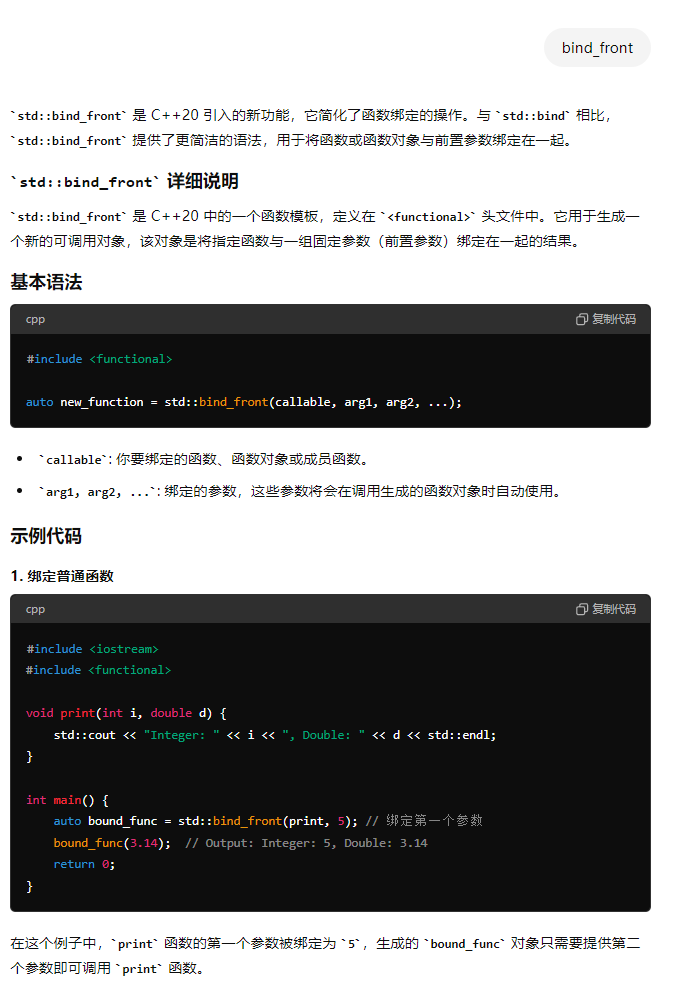 bind_front
`std::bind_front` 是 C++20 引入的新功能，它简化了函数绑定的操作。与 `std::bind` 相比，
`std::bind_front` 提供了更简洁的语法，用于将函数或函数对象与前置参数绑定在一起。
`std::bind_front` 详细说明
`std::bind_front` 是 C++20 中的一个函数模板，定义在 `<functional>` 头文件中。它用于生成一
个新的可调用对象，该对象是将指定函数与一组固定参数（前置参数）绑定在一起的结果。
基本语法
cpp 复制代码
#include <functional>
auto new_function = std::bind_front(callable, arg1, arg2, ...);
• `callable`: 你要绑定的函数、函数对象或成员函数。
• `arg1, arg2, ...`: 绑定的参数，这些参数将会在调用生成的函数对象时自动使用。
示例代码
1. 绑定普通函数
cpp 复制代码
#include <iostream>
#include <functional>
void print(int i, double d) {
    std::cout << "Integer: " << i << ", Double: " << d << std::endl;
}
int main() {
    auto bound_func = std::bind_front(print, 5); // 绑定第一个参数
    bound_func(3.14);  // Output: Integer: 5, Double: 3.14
    return 0;
}
在这个例子中，`print` 函数的第一个参数被绑定为 `5`，生成的 `bound_func` 对象只需要提供第二
个参数即可调用 `print` 函数。